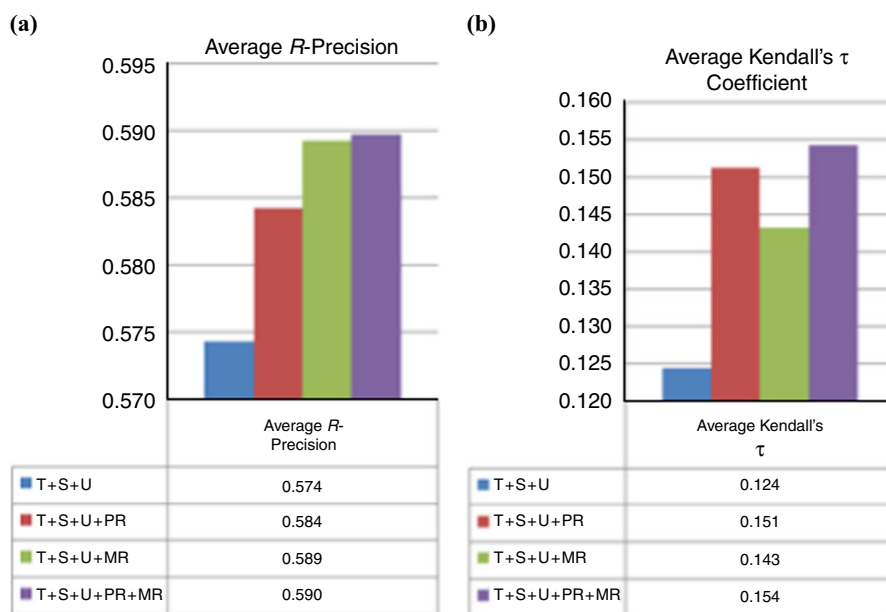 (a)
Average R-Precision
0.595
0.590
0.585
0.580
0.575
0.570
Average R-
Precision
T+S+U 0.574
T+S+U+PR 0.584
T+S+U+MR 0.589
T+S+U+PR+MR 0.590
(b)
Average Kendall's τ
Coefficient
0.160
0.155
0.150
0.145
0.140
0.135
0.130
0.125
0.120
Average Kendall's
τ
T+S+U 0.124
T+S+U+PR 0.151
T+S+U+MR 0.143
T+S+U+PR+MR 0.154